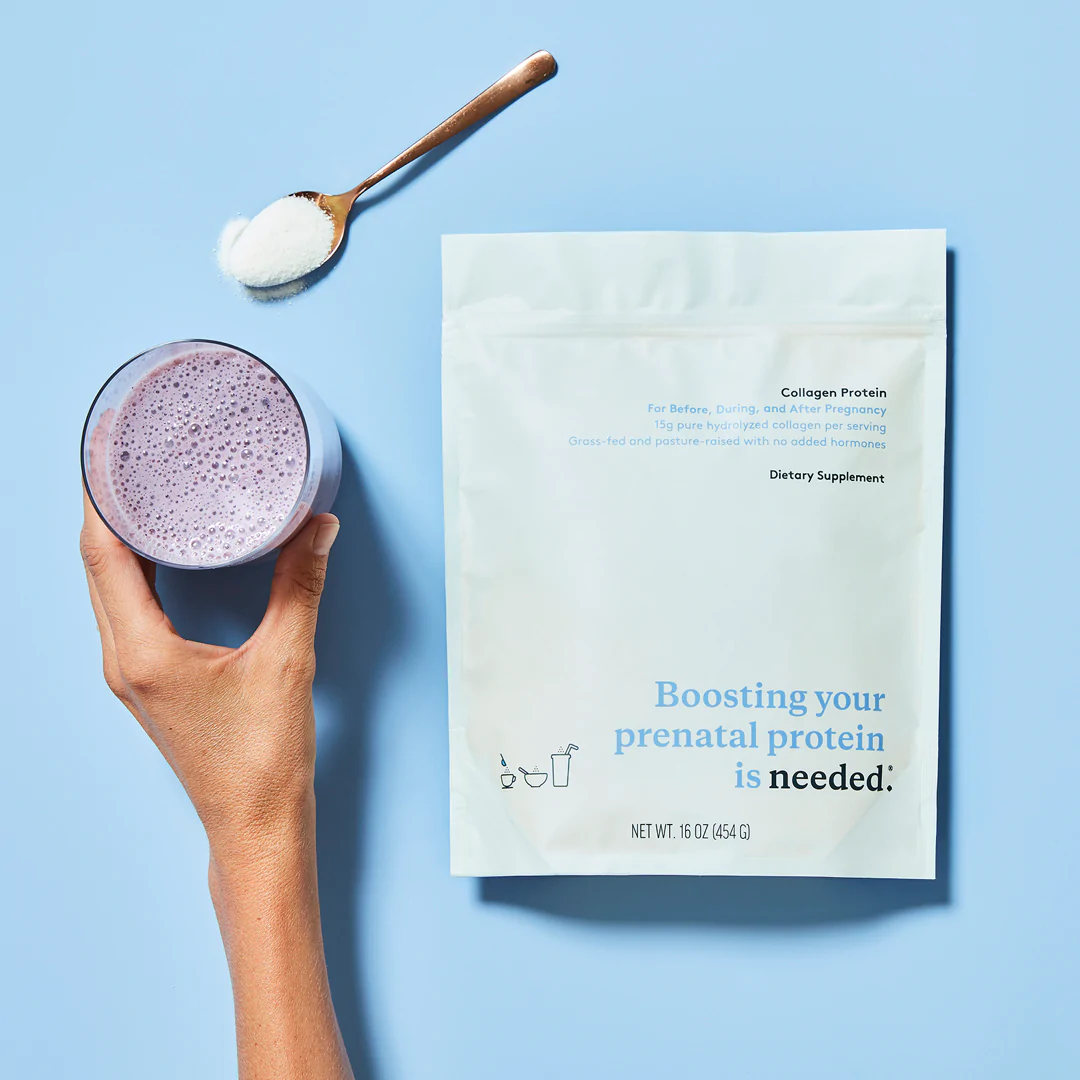 Collagen Protein
For Before, During, and After Pregnancy
15g pure hydrolyzed collagen per serving
Grass-fed and pasture-raised with no added hormones
Dietary Supplement
Boosting your
prenatal protein
is needed.®
NET WT. 16 OZ (454 G)